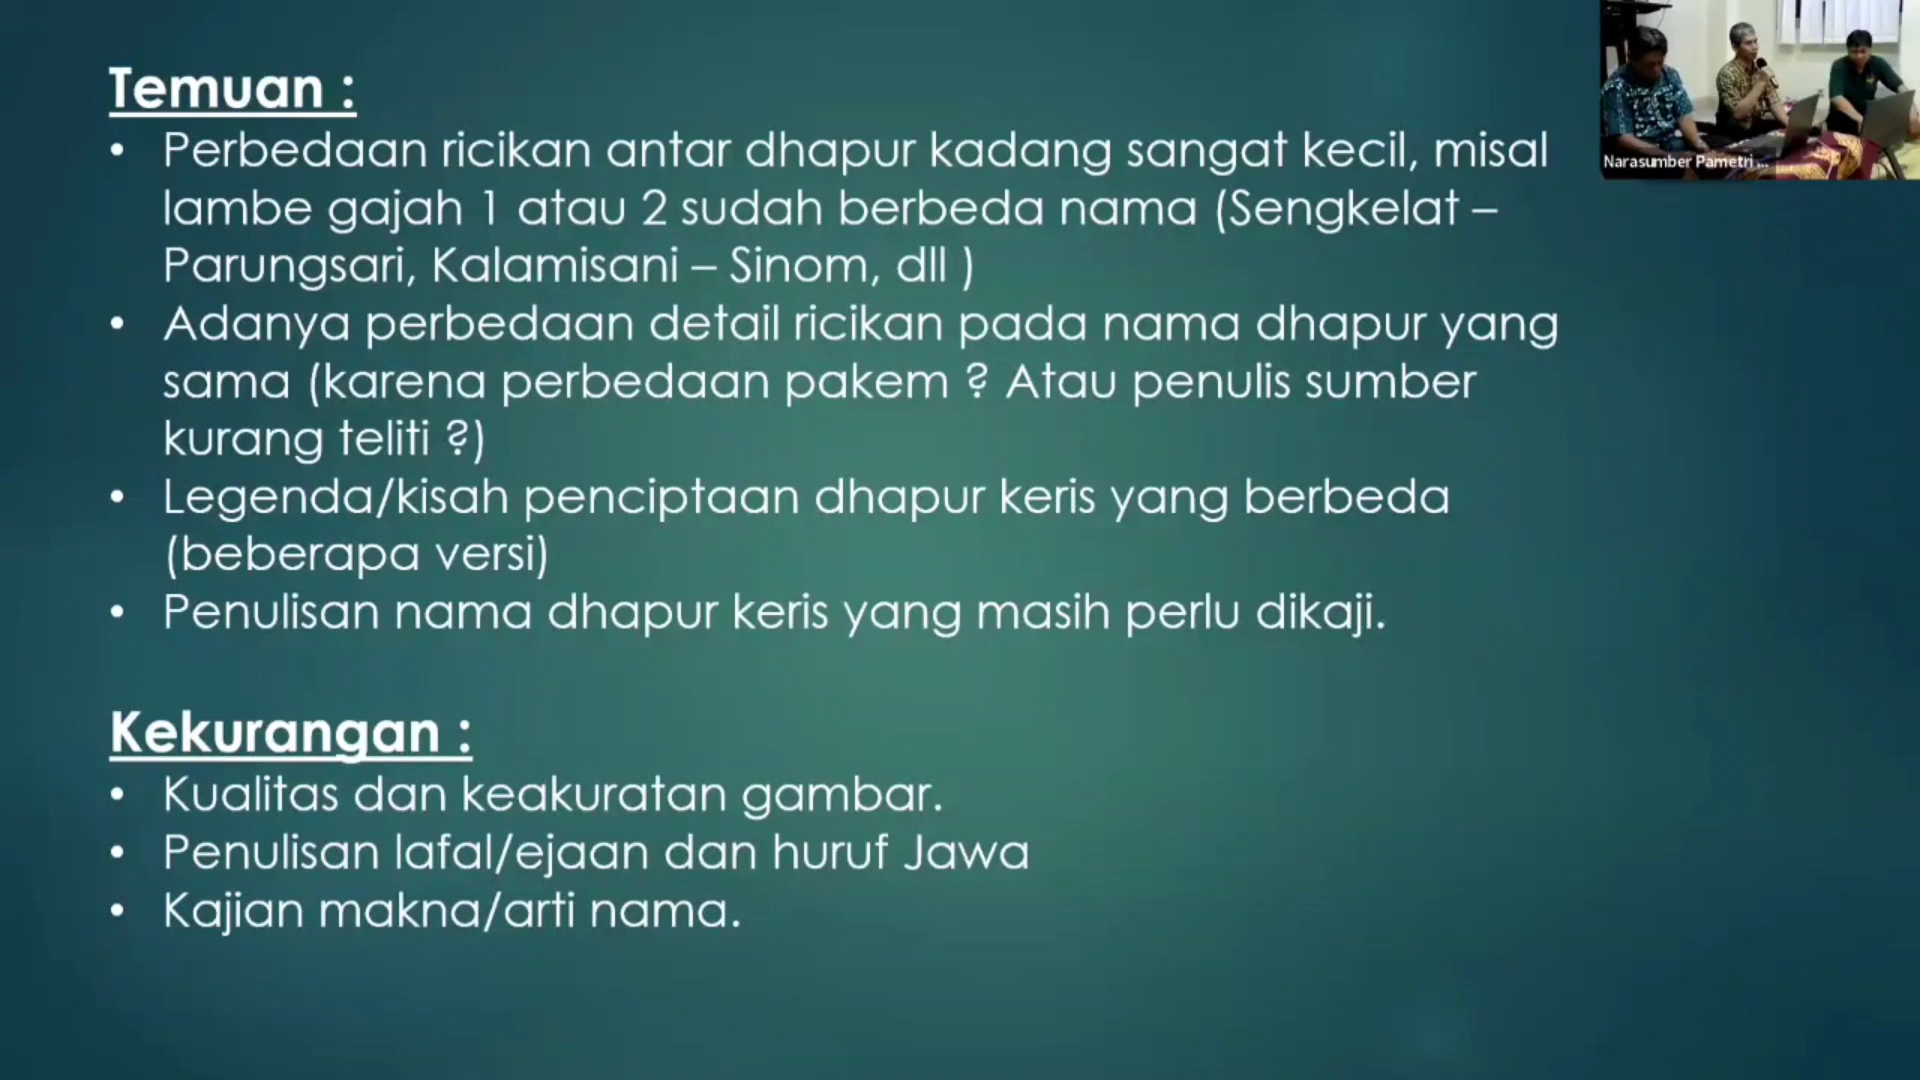 Temuan :
• Perbedaan ricikan antar dhapur kadang sangat kecil, misal
lambe gajah 1 atau 2 sudah berbeda nama (Sengkelat –
Parungsari, Kalamisani – Sinom, dll )
• Adanya perbedaan detail ricikan pada nama dhapur yang
sama (karena perbedaan pakem ? Atau penulis sumber
kurang teliti ?)
• Legenda/kisah penciptaan dhapur keris yang berbeda
(beberapa versi)
• Penulisan nama dhapur keris yang masih perlu dikaji.
Kekurangan :
• Kualitas dan keakuratan gambar.
• Penulisan lafal/ejaan dan huruf Jawa
• Kajian makna/arti nama.
Narasumber Pametri ...